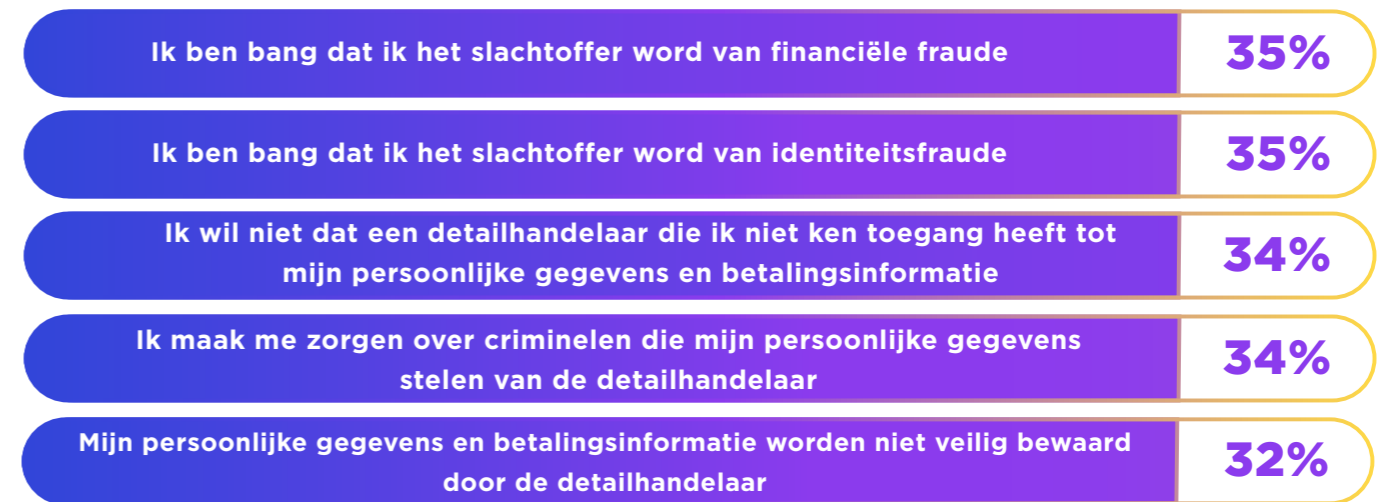 Ik ben bang dat ik het slachtoffer word van financiële fraude
35%
Ik ben bang dat ik het slachtoffer word van identiteitsfraude
35%
Ik wil niet dat een detailhandelaar die ik niet ken toegang heeft tot
mijn persoonlijke gegevens en betalingsinformatie
34%
Ik maak me zorgen over criminelen die mijn persoonlijke gegevens
stelen van de detailhandelaar
34%
Mijn persoonlijke gegevens en betalingsinformatie worden niet veilig bewaard
door de detailhandelaar
32%